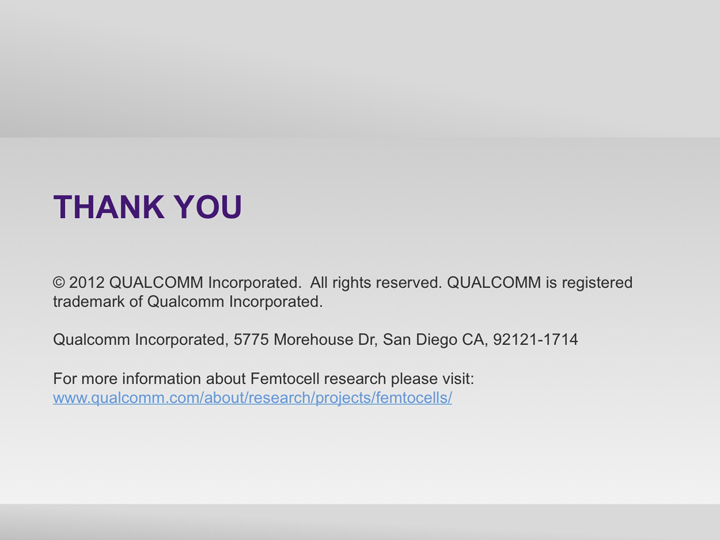 THANK YOU
© 2012 QUALCOMM Incorporated.  All rights reserved. QUALCOMM is registered
trademark of Qualcomm Incorporated.
Qualcomm Incorporated, 5775 Morehouse Dr, San Diego CA, 92121-1714
For more information about Femtocell research please visit:
www.qualcomm.com/about/research/projects/femtocells/